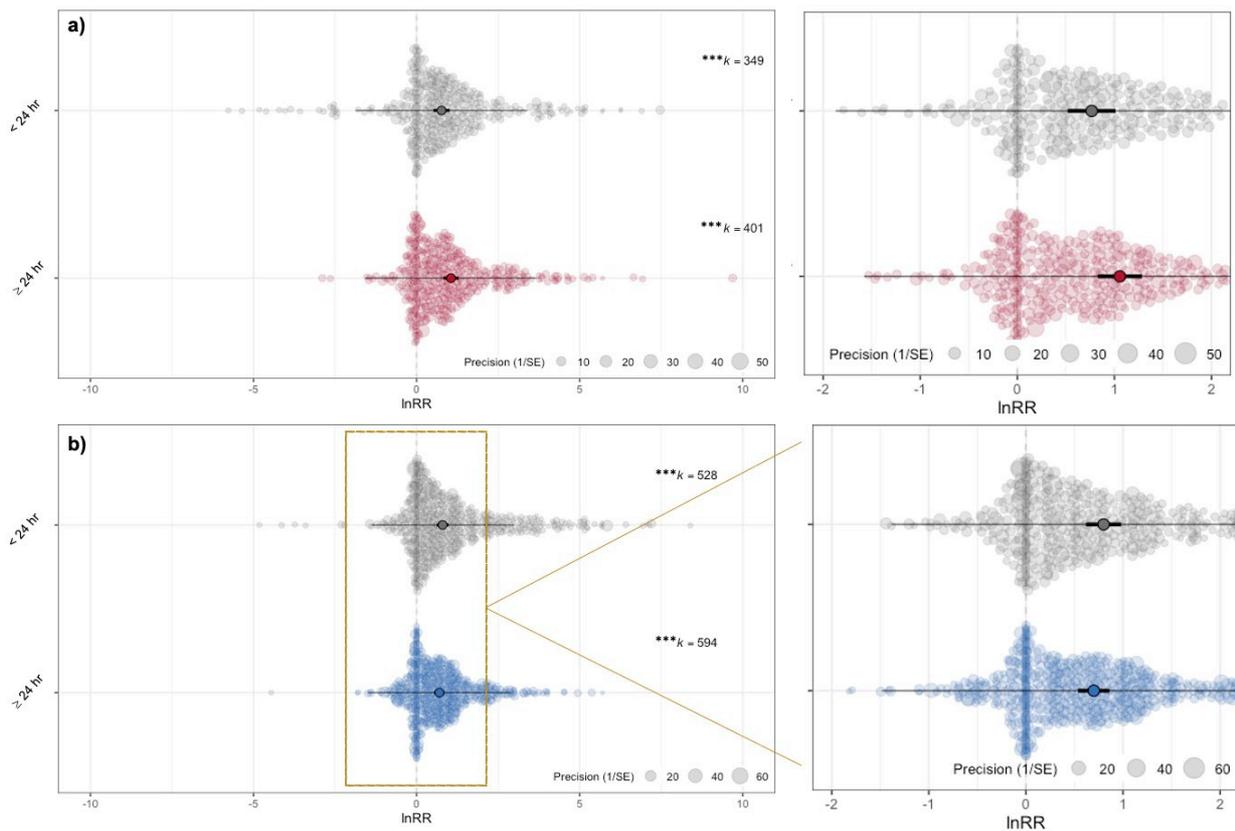 a)
***k = 349
< 24 hr
***k = 401
≥ 24 hr
Precision (1/SE) 10 20 30 40 50
-10 -5 0 5 10
lnRR
Precision (1/SE) 10 20 30 40 50
-2 -1 0 1 2
lnRR
b)
***k = 528
< 24 hr
***k = 594
≥ 24 hr
Precision (1/SE) 20 40 60
-10 -5 0 5 10
lnRR
Precision (1/SE) 20 40 60
-2 -1 0 1 2
lnRR